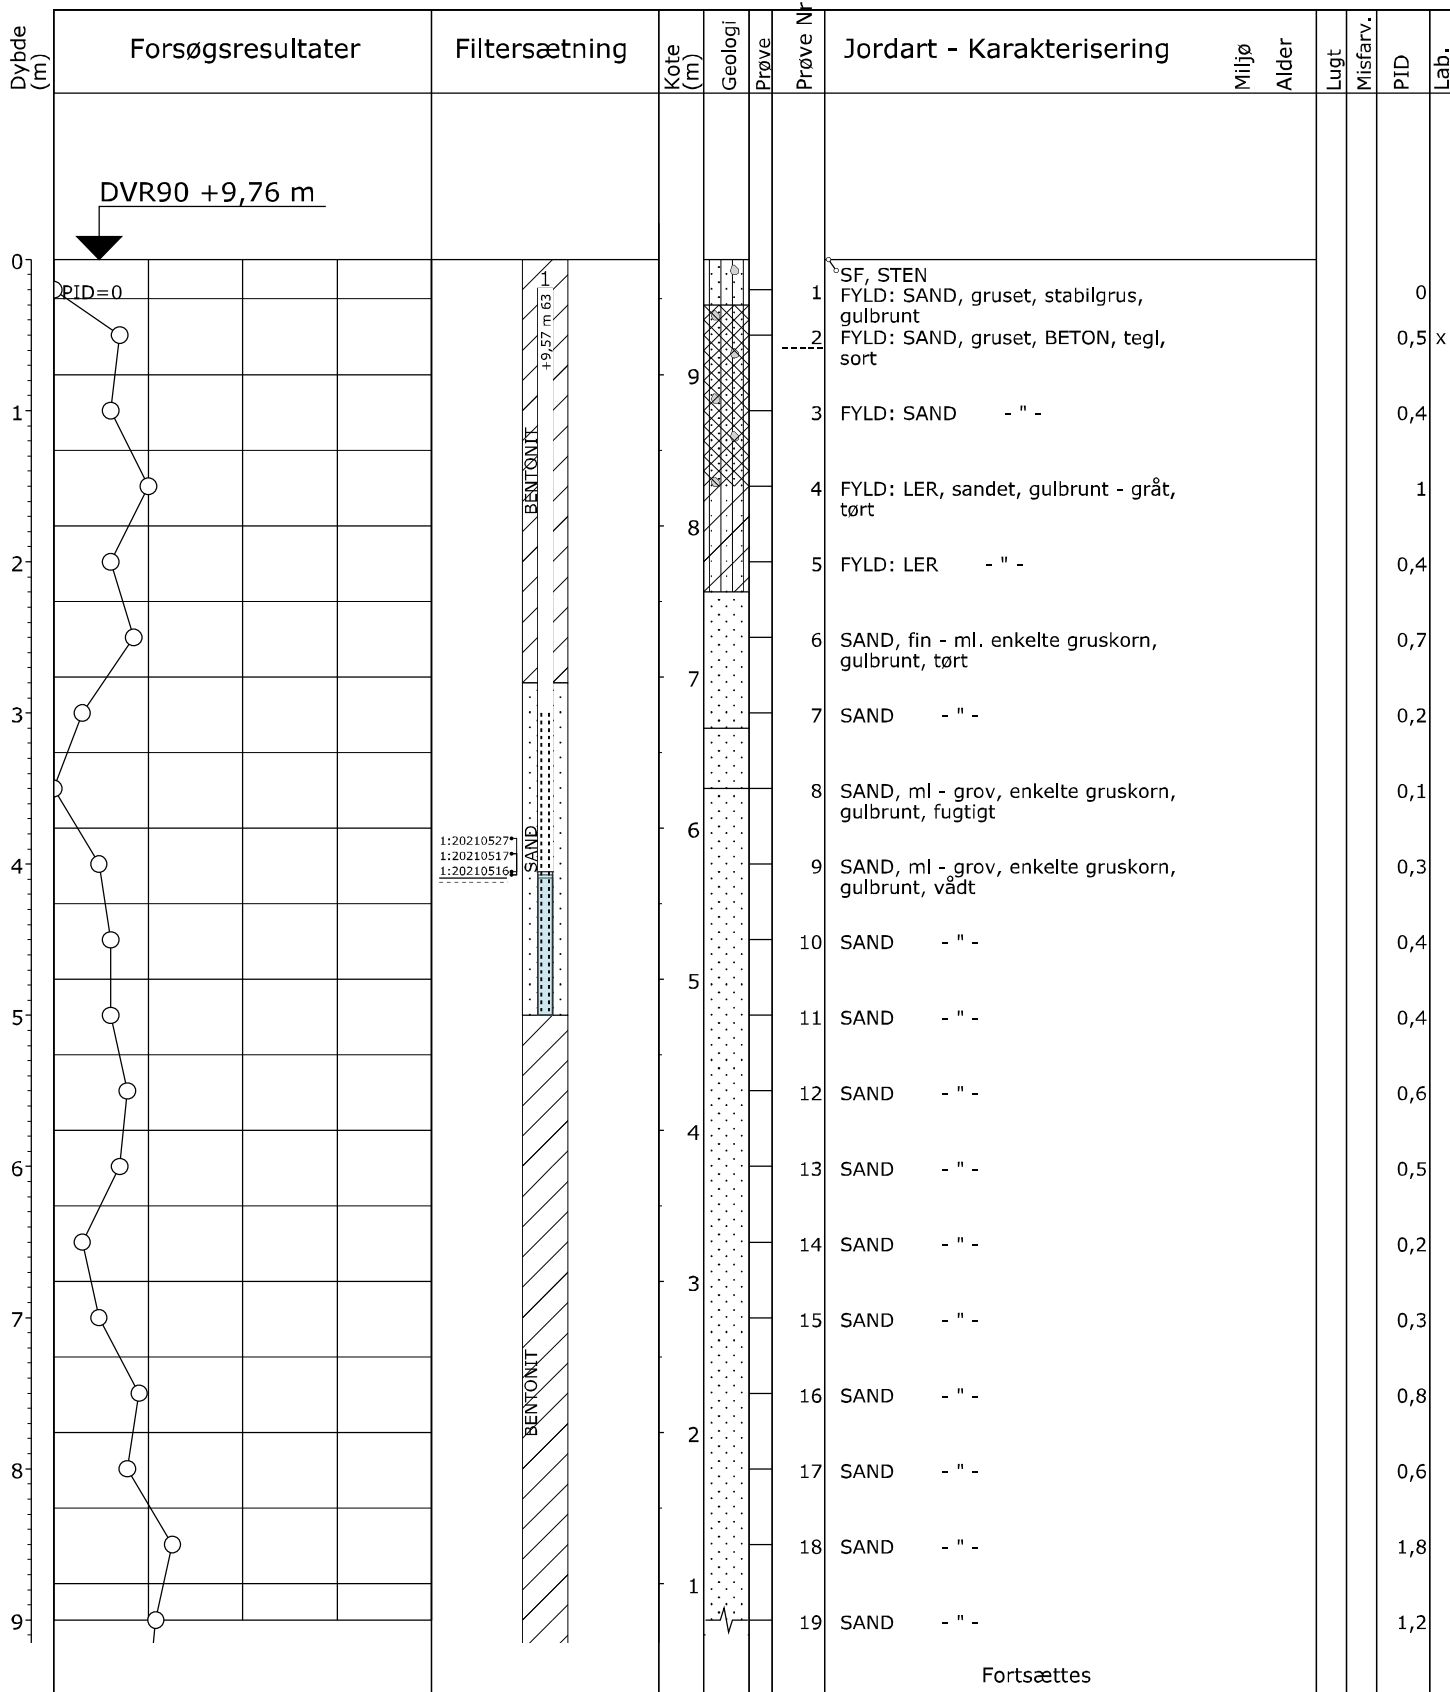 Dybde (m)
Forsøgsresultater
Filtersætning
Kote (m)
Geologi
Prøve
Prøve Nr
Jordart - Karakterisering
Miljø
Alder
Lugt
Misfarv.
PID
Lab.
DVR90 +9,76 m
0
PID=0
1
+9,57 m 63
SF, STEN
1 FYLD: SAND, gruset, stabilgrus, 0
gulbrunt
2 FYLD: SAND, gruset, BETON, tegl, 0,5 x
sort
9
1
3 FYLD: SAND - " - 0,4
BENTONIT
4 FYLD: LER, sandet, gulbrunt - gråt, 1
tørt
8
2
5 FYLD: LER - " - 0,4
6 SAND, fin - ml. enkelte gruskorn, 0,7
gulbrunt, tørt
7
3
7 SAND - " - 0,2
8 SAND, ml - grov, enkelte gruskorn, 0,1
gulbrunt, fugtigt
6
1:20210527
1:20210517
1:20210516
SAND
4
9 SAND, ml - grov, enkelte gruskorn, 0,3
gulbrunt, vådt
10 SAND - " - 0,4
5
5
11 SAND - " - 0,4
12 SAND - " - 0,6
4
6
13 SAND - " - 0,5
14 SAND - " - 0,2
3
7
15 SAND - " - 0,3
BENTONIT
16 SAND - " - 0,8
2
8
17 SAND - " - 0,6
18 SAND - " - 1,8
1
9
19 SAND - " - 1,2
Fortsættes